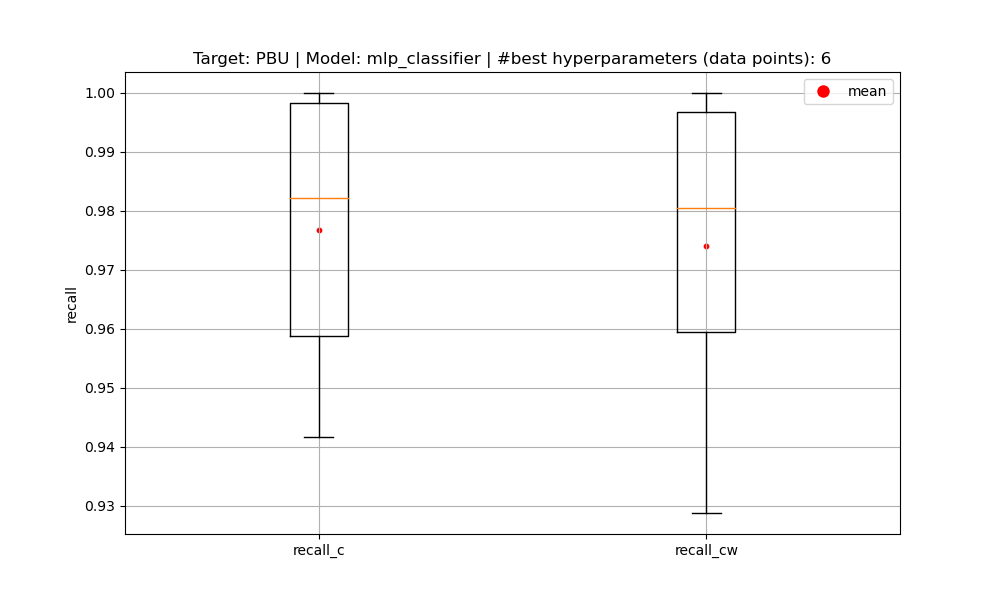 Target: PBU | Model: mlp_classifier | #best hyperparameters (data points): 6
mean
1.00
0.99
0.98
0.97
0.96
0.95
0.94
0.93
recall
recall_c
recall_cw